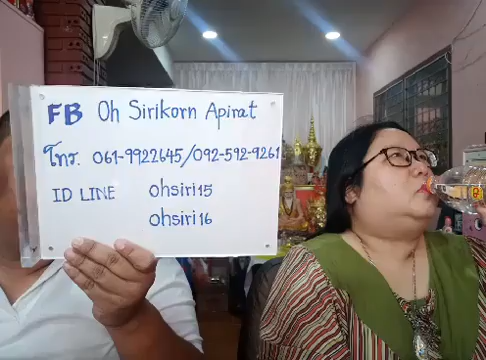 FB Oh Sirikorn Apirat
โทร. 061-9922645/092-592-9261
ID LINE ohsiri15
ohsiri16